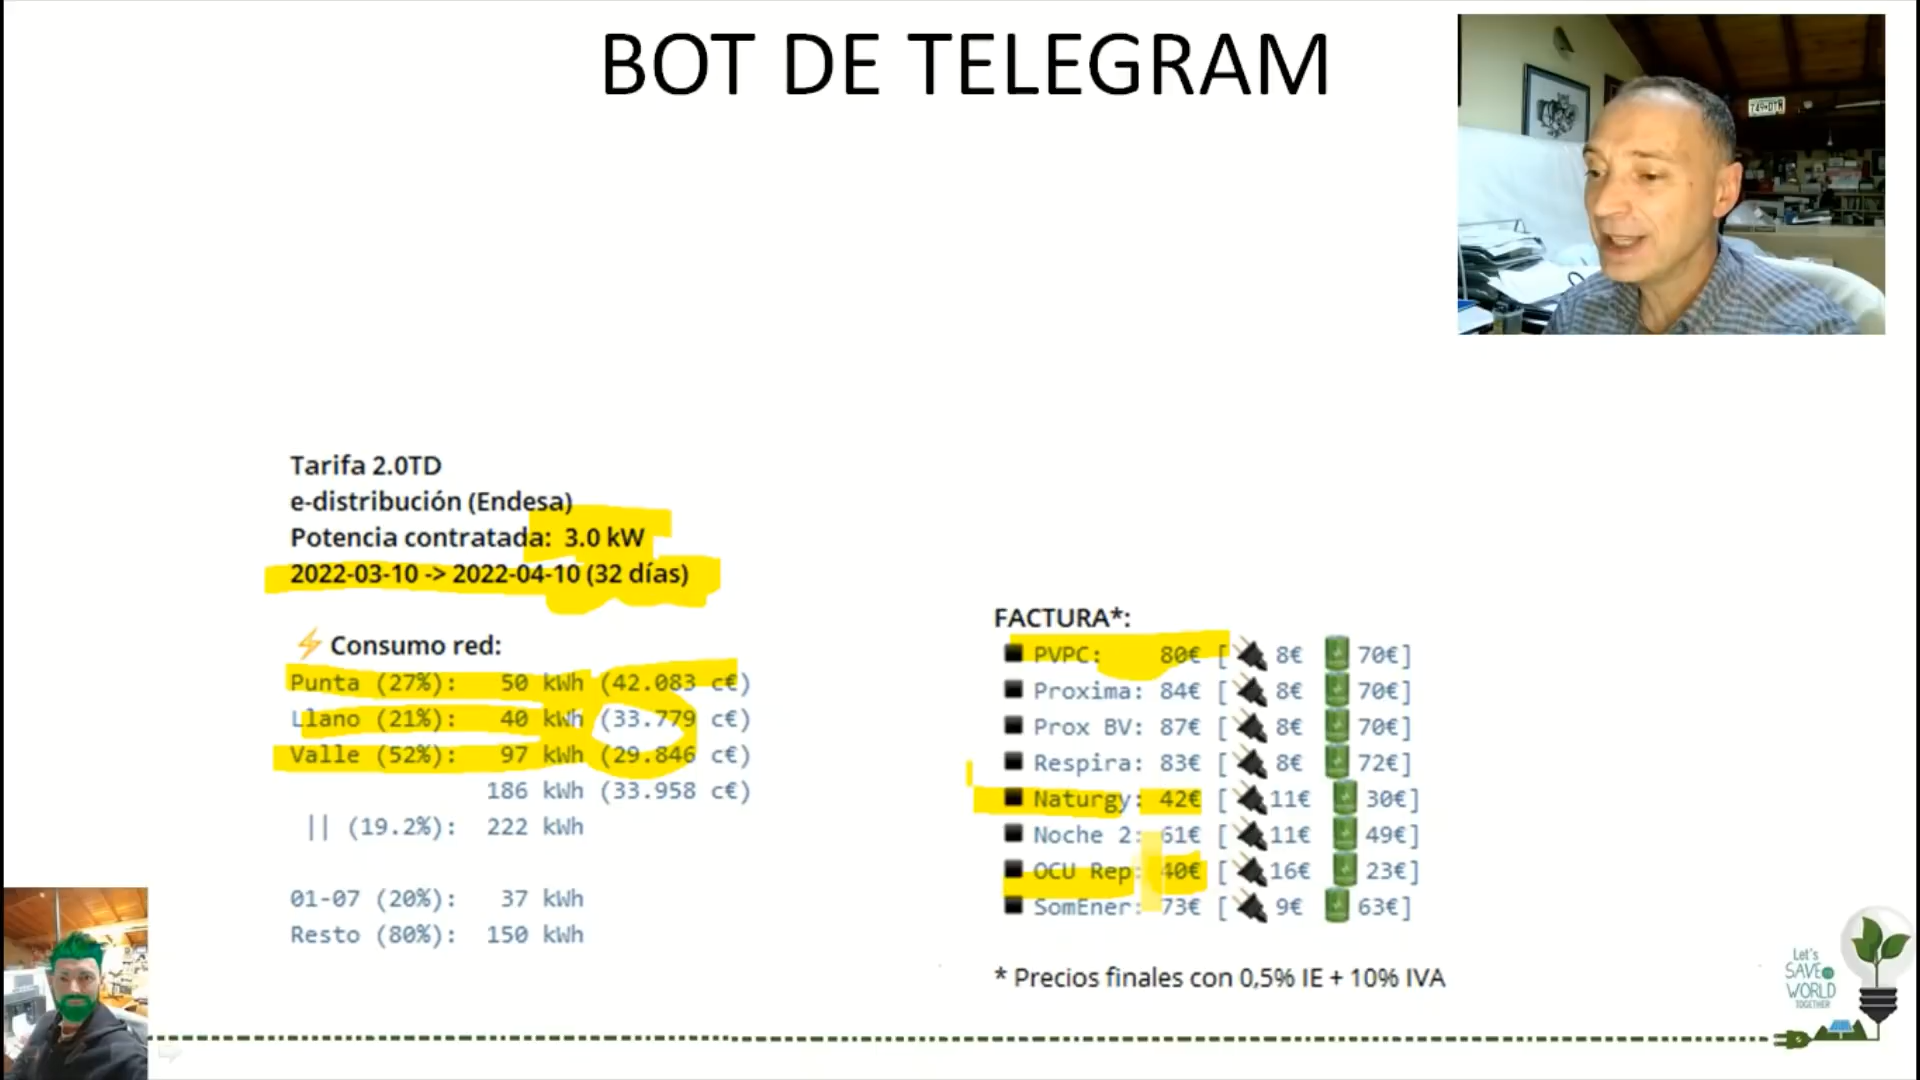 BOT DE TELEGRAM
Tarifa 2.0TD
e-distribución (Endesa)
Potencia contratada: 3.0 kW
2022-03-10 -> 2022-04-10 (32 días)
Consumo red:
Punta (27%): 50 kWh (42.083 c€)
Llano (21%): 40 kWh (33.779 c€)
Valle (52%): 97 kWh (29.846 c€)
186 kWh (33.958 c€)
|| (19.2%): 222 kWh
01-07 (20%): 37 kWh
Resto (80%): 150 kWh
FACTURA*:
PVPC: 80€ [ 8€ 70€]
Proxima: 84€ [ 8€ 70€]
Prox BV: 87€ [ 8€ 70€]
Respira: 83€ [ 8€ 72€]
Naturgy: 42€ [ 11€ 30€]
Noche 2: 61€ [ 11€ 49€]
OCU Rep: 40€ [ 16€ 23€]
SomEner: 73€ [ 9€ 63€]
* Precios finales con 0,5% IE + 10% IVA
Let's
SAVE
WORLD
TOGETHER